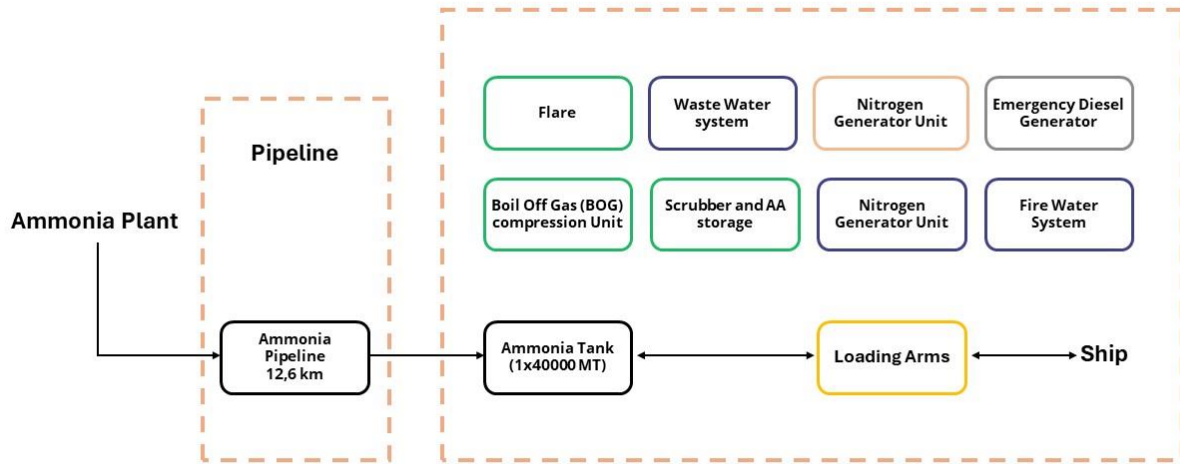 Flare
Waste Water
system
Nitrogen
Generator Unit
Emergency Diesel
Generator
Pipeline
Boil Off Gas (BOG)
compression Unit
Scrubber and AA
storage
Nitrogen
Generator Unit
Fire Water
System
Ammonia Plant
Ammonia
Pipeline
12,6 km
Ammonia Tank
(1x40000 MT)
Loading Arms
Ship